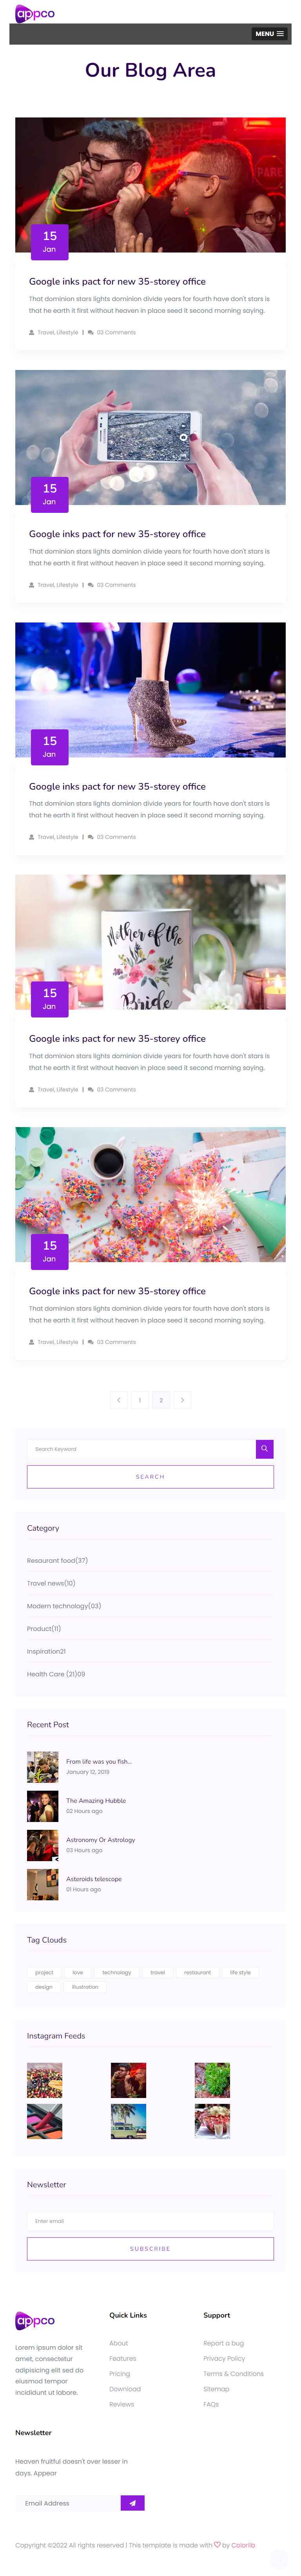 appco
MENU
Our Blog Area
PARE
15
Jan
Google inks pact for new 35-storey office
That dominion stars lights dominion divide years for fourth have don't stars is
that he earth it first without heaven in place seed it second morning saying.
Travel, Lifestyle | 03 Comments
15
Jan
Google inks pact for new 35-storey office
That dominion stars lights dominion divide years for fourth have don't stars is
that he earth it first without heaven in place seed it second morning saying.
Travel, Lifestyle | 03 Comments
15
Jan
Google inks pact for new 35-storey office
That dominion stars lights dominion divide years for fourth have don't stars is
that he earth it first without heaven in place seed it second morning saying.
Travel, Lifestyle | 03 Comments
Mother of the
Bride
15
Jan
Google inks pact for new 35-storey office
That dominion stars lights dominion divide years for fourth have don't stars is
that he earth it first without heaven in place seed it second morning saying.
Travel, Lifestyle | 03 Comments
15
Jan
Google inks pact for new 35-storey office
That dominion stars lights dominion divide years for fourth have don't stars is
that he earth it first without heaven in place seed it second morning saying.
Travel, Lifestyle | 03 Comments
1 2
Search Keyword
SEARCH
Category
Resaurant food(37)
Travel news(10)
Modern technology(03)
Product(11)
Inspiration21
Health Care (21)09
Recent Post
From life was you fish...
January 12, 2019
The Amazing Hubble
02 Hours ago
Astronomy Or Astrology
03 Hours ago
Asteroids telescope
01 Hours ago
Tag Clouds
project love technology travel restaurant life style
design illustration
Instagram Feeds
Newsletter
Enter email
SUBSCRIBE
appco
Lorem ipsum dolor sit
amet, consectetur
adipisicing elit sed do
eiusmod tempor
incididunt ut labore.
Quick Links
About
Features
Pricing
Download
Reviews
Support
Report a bug
Privacy Policy
Terms & Conditions
Sitemap
FAQs
Newsletter
Heaven fruitful doesn't over lesser in
days. Appear
Email Address
Copyright ©2022 All rights reserved | This template is made with ♡ by Colorlib